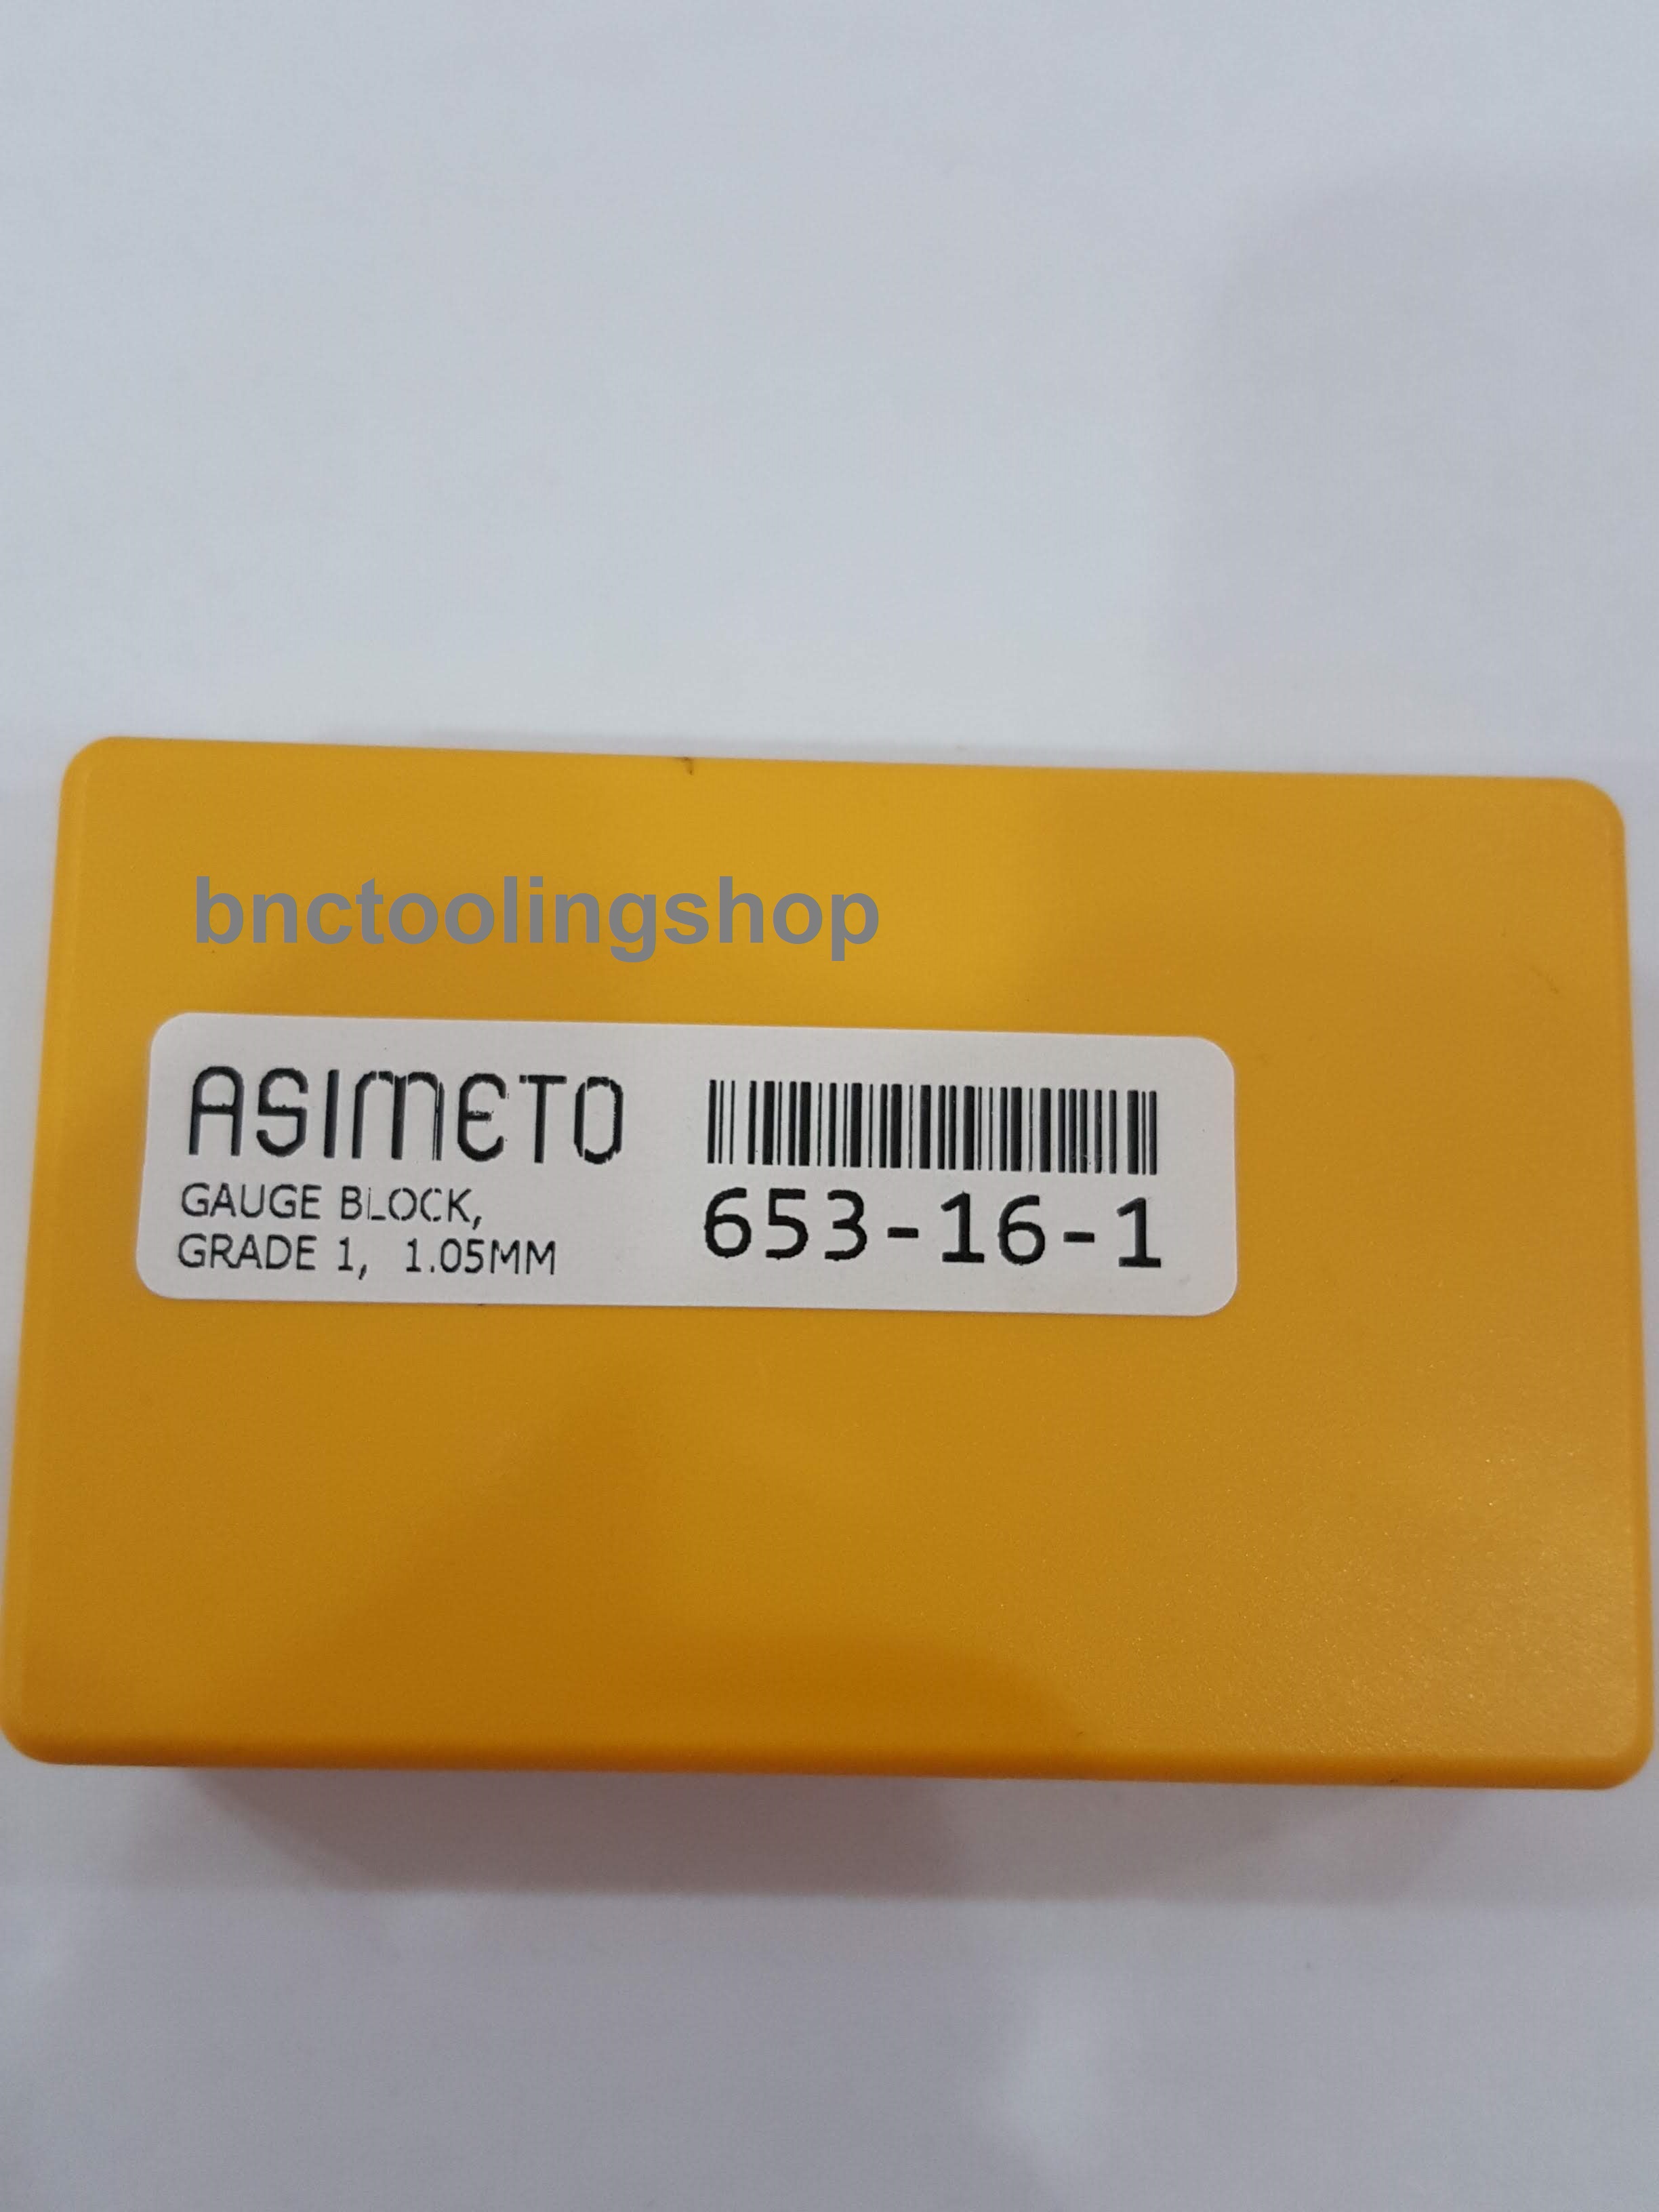 bnctoolingshop
ASIMETO
GAUGE BLOCK,
GRADE 1, 1.05MM
653-16-1